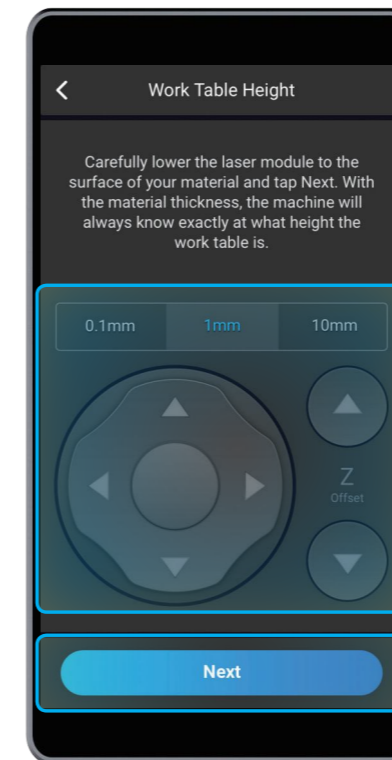 Work Table Height
Carefully lower the laser module to the
surface of your material and tap Next. With
the material thickness, the machine will
always know exactly at what height the
work table is.
0.1mm 1mm 10mm
Z
Offset
Next